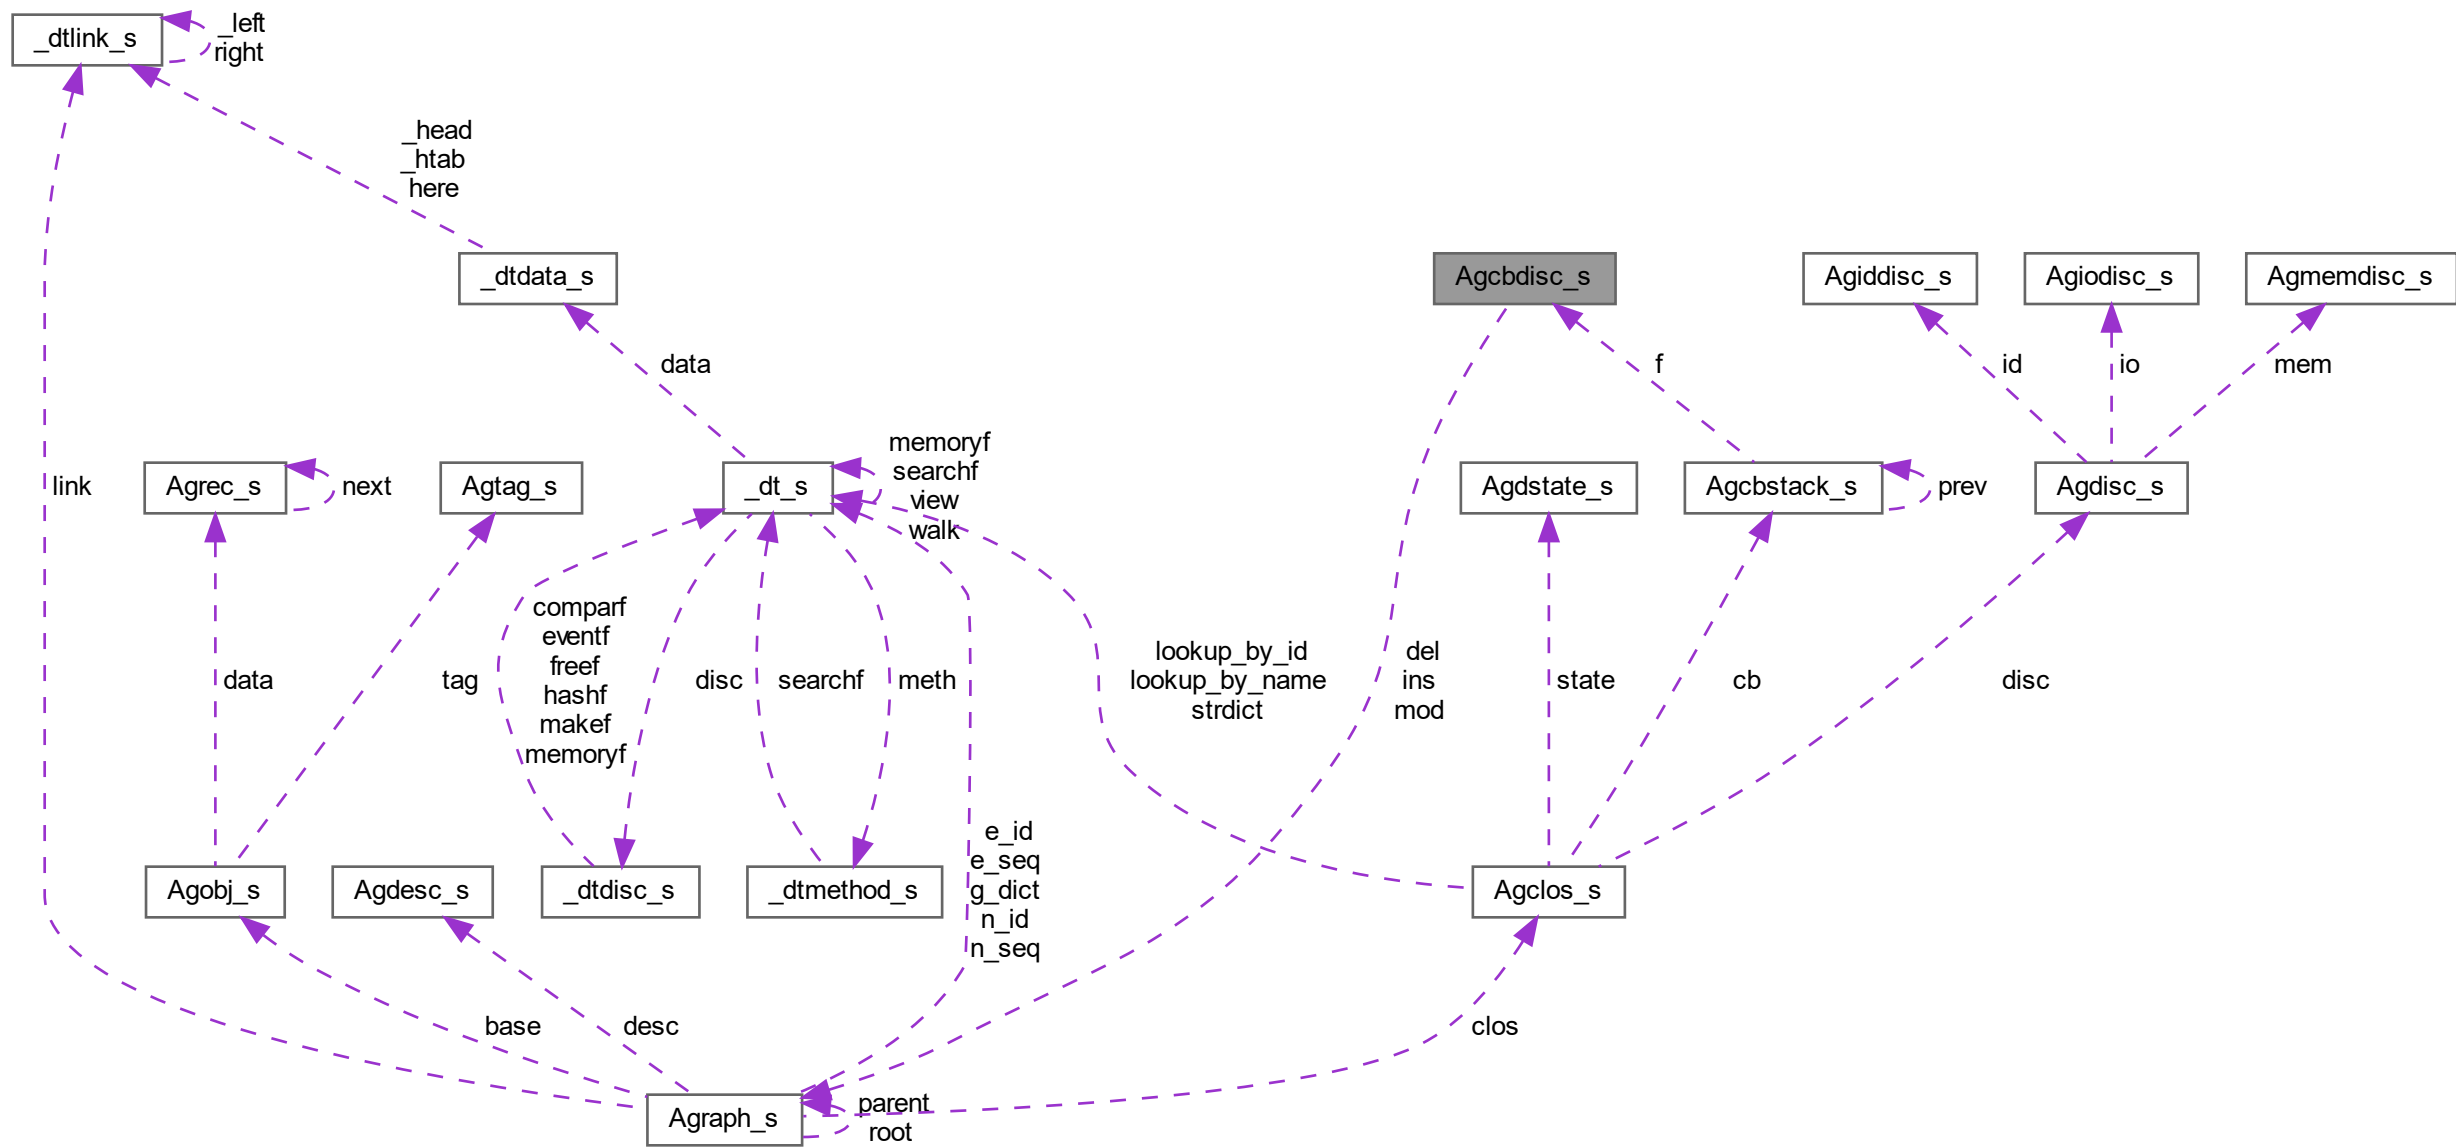 _dtlink_s
_left
right
_head
_htab
here
_dtdata_s
Agcbdisc_s
Agiddisc_s
Agiodisc_s
Agmemdisc_s
data
f
id
io
mem
link
Agrec_s
next
Agtag_s
_dt_s
memoryf
searchf
view
walk
Agdstate_s
Agcbstack_s
prev
Agdisc_s
data
tag
comparf
eventf
freef
hashf
makef
memoryf
disc
searchf
meth
lookup_by_id
lookup_by_name
strdict
del
ins
mod
state
cb
disc
Agobj_s
Agdesc_s
_dtdisc_s
_dtmethod_s
e_id
e_seq
g_dict
n_id
n_seq
Agclos_s
base
desc
clos
Agraph_s
parent
root